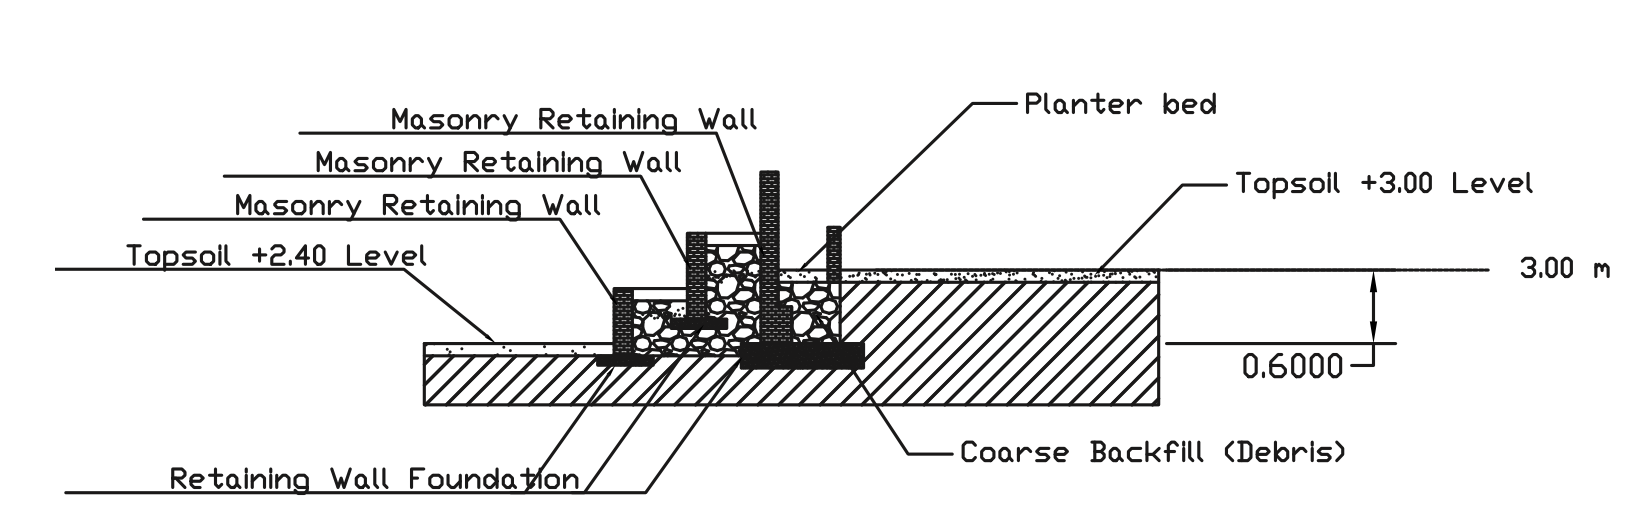 Planter bed
Masonry Retaining Wall
Masonry Retaining Wall
Topsoil +3.00 Level
Masonry Retaining Wall
Topsoil +2.40 Level
3.00 m
0.6000
Coarse Backfill (Debris)
Retaining Wall Foundation